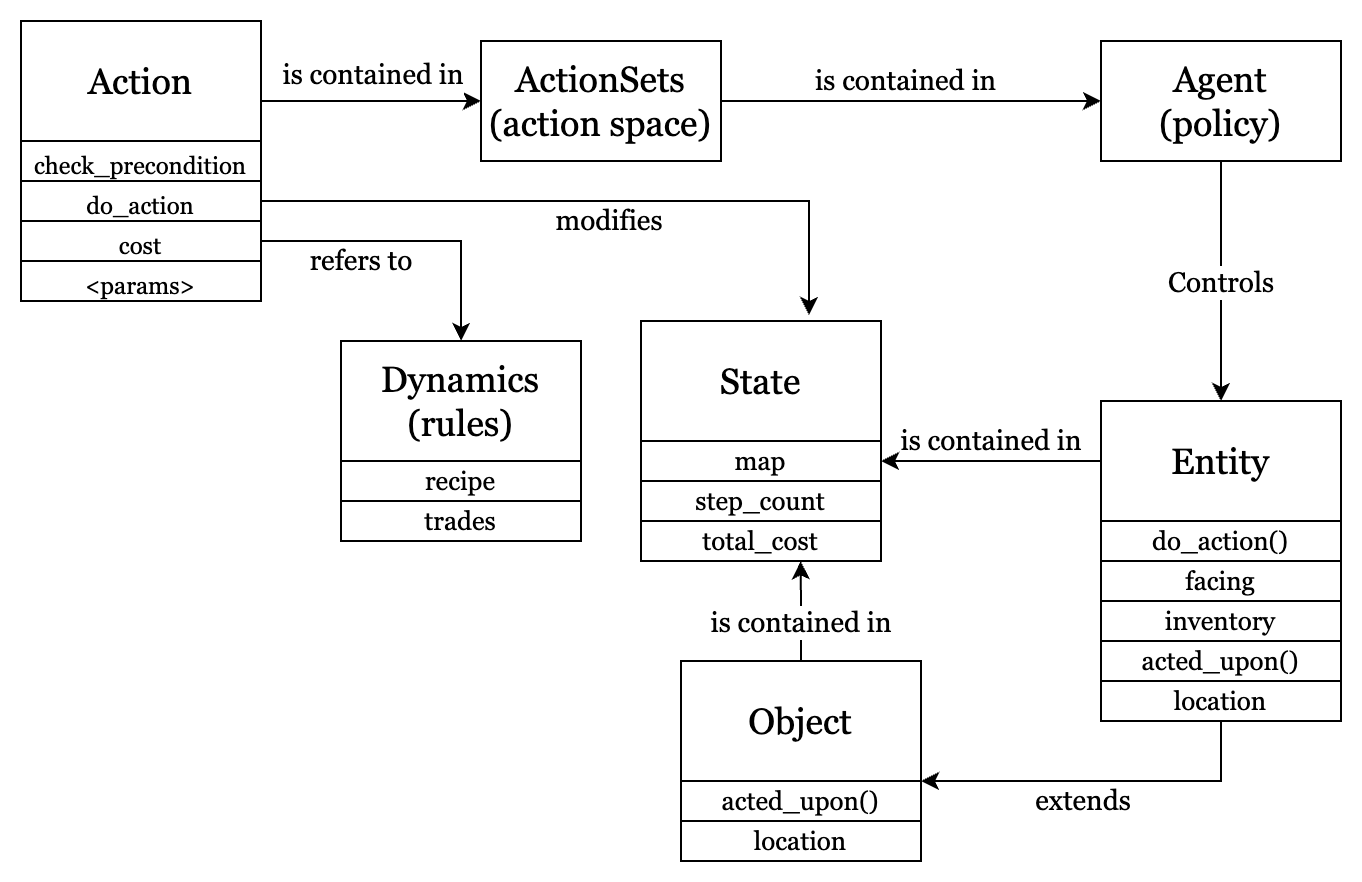 Action
check_precondition
do_action
cost
<params>
is contained in
ActionSets
(action space)
is contained in
Agent
(policy)
modifies
refers to
Controls
Dynamics
(rules)
recipe
trades
State
map
step_count
total_cost
is contained in
Entity
do_action()
facing
inventory
acted_upon()
location
is contained in
Object
acted_upon()
location
extends